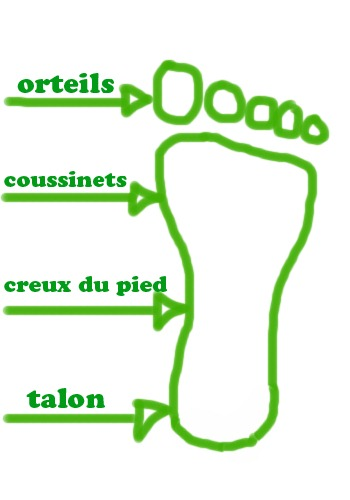 orteils
coussinets
creux du pied
talon